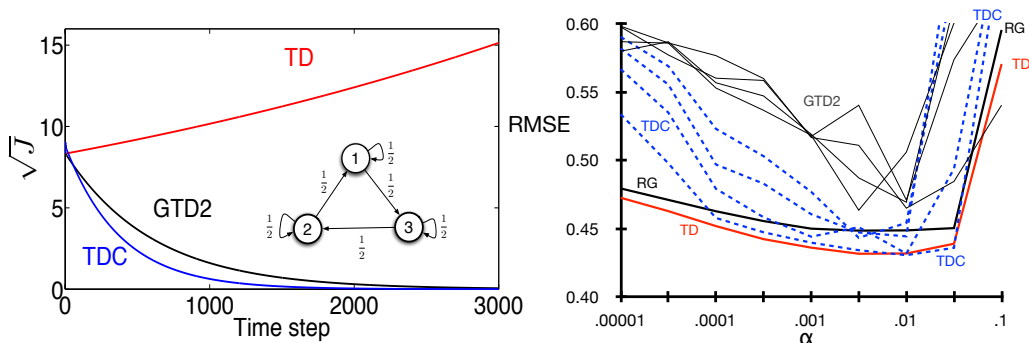 15
10
5
0
√J
TD
GTD2
TDC
1
2
3
1/2
1/2
1/2
1/2
1/2
1/2
0
1000
2000
3000
Time step
RMSE
0.60
0.55
0.50
0.45
0.40
TDC
RG
TD
GTD2
TDC
RG
TD
TDC
.00001
.0001
.001
.01
.1
α